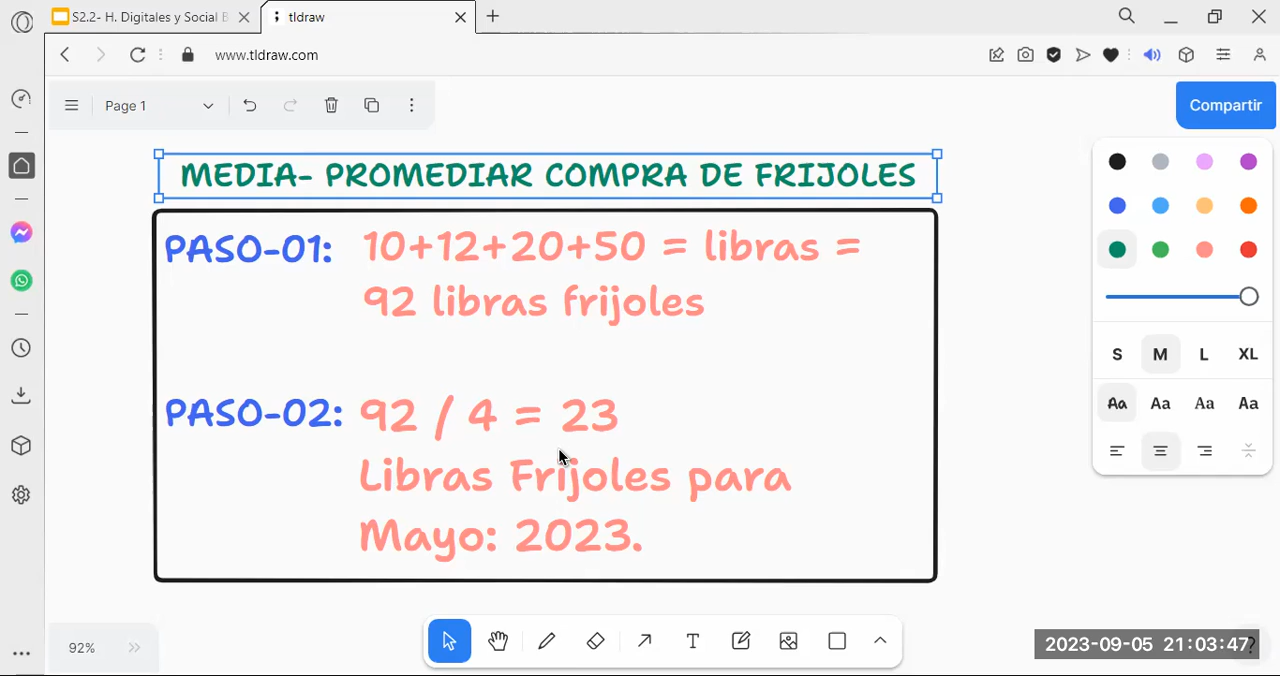 S2.2- H. Digitales y Social B
tldraw
www.tldraw.com
Page 1
Compartir
MEDIA- PROMEDIAR COMPRA DE FRIJOLES
PASO-01: 10+12+20+50 = libras =
92 libras frijoles
PASO-02: 92 / 4 = 23
Libras Frijoles para
Mayo: 2023.
S M L XL
Aa Aa Aa Aa
92%
2023-09-05 21:03:47